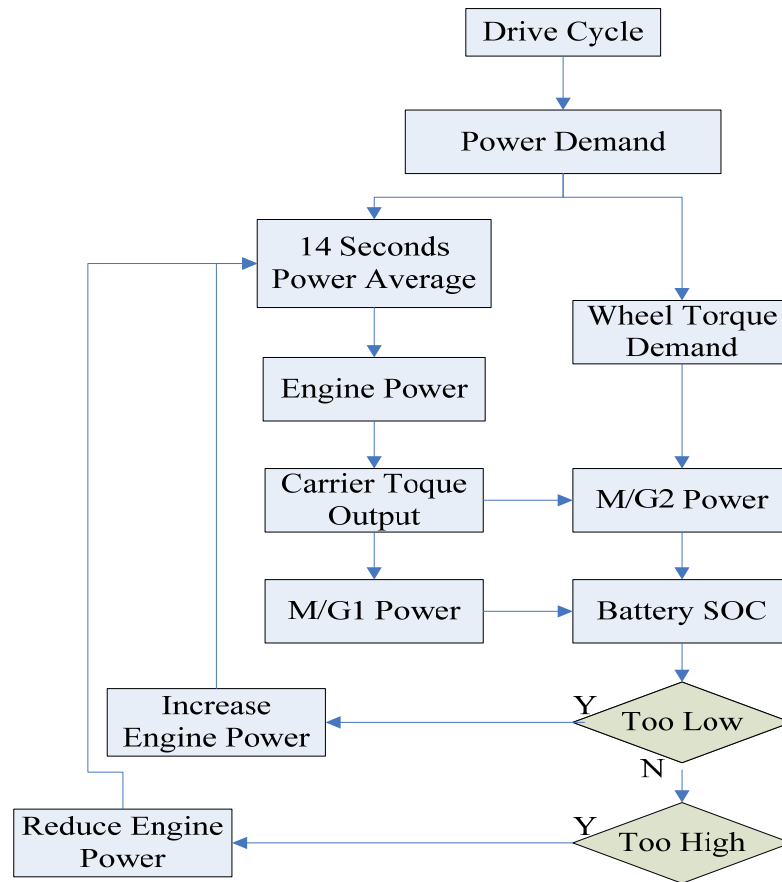 Drive Cycle
Power Demand
14 Seconds
Power Average
Wheel Torque
Demand
Engine Power
Carrier Toque
Output
M/G2 Power
M/G1 Power
Battery SOC
Increase
Engine Power
Y
Too Low
N
Reduce Engine
Power
Y
Too High